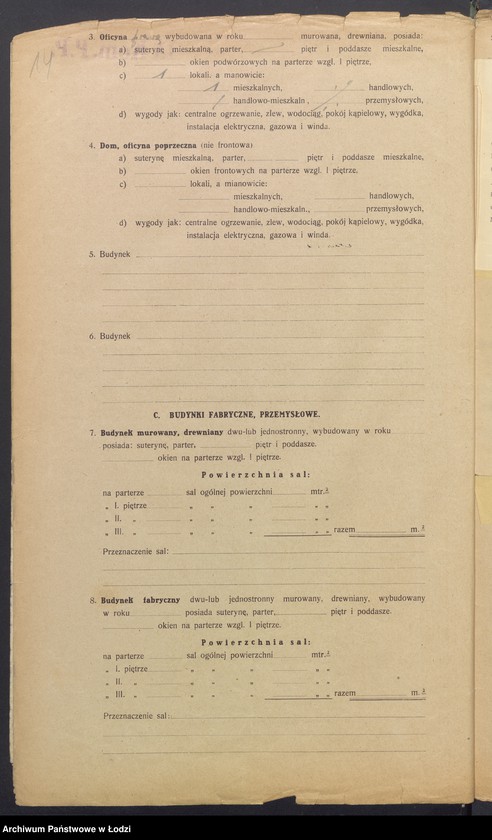 3. Oficyna wybudowana w roku murowana, drewniana, posiada:
a) suterynę mieszkalną, parter, piętr i poddasze mieszkalne,
b) okien podwórzowych na parterze wzgl. I piętrze,
c) 1 lokali, a manowicie:
1 mieszkalnych, handlowych,
handlowo-mieszkaln, przemysłowych,
d) wygody jak: centralne ogrzewanie, zlew, wodociąg, pokój kąpielowy, wygódka,
instalacja elektryczna, gazowa i winda.
4. Dom, oficyna poprzeczna (nie frontowa)
a) suterynę mieszkalną, parter, piętr i poddasze mieszkalne,
b) okien frontowych na parterze wzgl. I piętrze.
c) lokali, a mianowicie:
mieszkalnych, handlowych,
handlowo-mieszkaln., przemysłowych,
d) wygody jak: centralne ogrzewanie, zlew, wodociąg, pokój kąpielowy, wygódka,
instalacja elektryczna, gazowa i winda.
5. Budynek
6. Budynek
C. BUDYNKI FABRYCZNE, PRZEMYSŁOWE.
7. Budynek murowany, drewniany dwu-lub jednostronny, wybudowany w roku
posiada: suterynę, parter, piętr i poddasze.
okien na parterze wzgl. I piętrze.
Powierzchnia sal:
na parterze sal ogólnej powierzchni mtr.²
„ I. piętrze „ „ „ „ „
„ II. „ „ „ „ „ „
„ III. „ „ „ „ „ „ razem m.²
Przeznaczenie sal:
8. Budynek fabryczny dwu-lub jednostronny murowany, drewniany, wybudowany
w roku posiada suterynę, parter, piętr i poddasze.
okien na parterze wzgl. I piętrze.
Powierzchnia sal:
na parterze sal ogólnej powierzchni mtr.²
„ I. piętrze „ „ „ „ „
„ II. „ „ „ „ „ „
„ III. „ „ „ „ „ „ razem m.²
Przeznaczenie sal:
Archiwum Państwowe w Łodzi